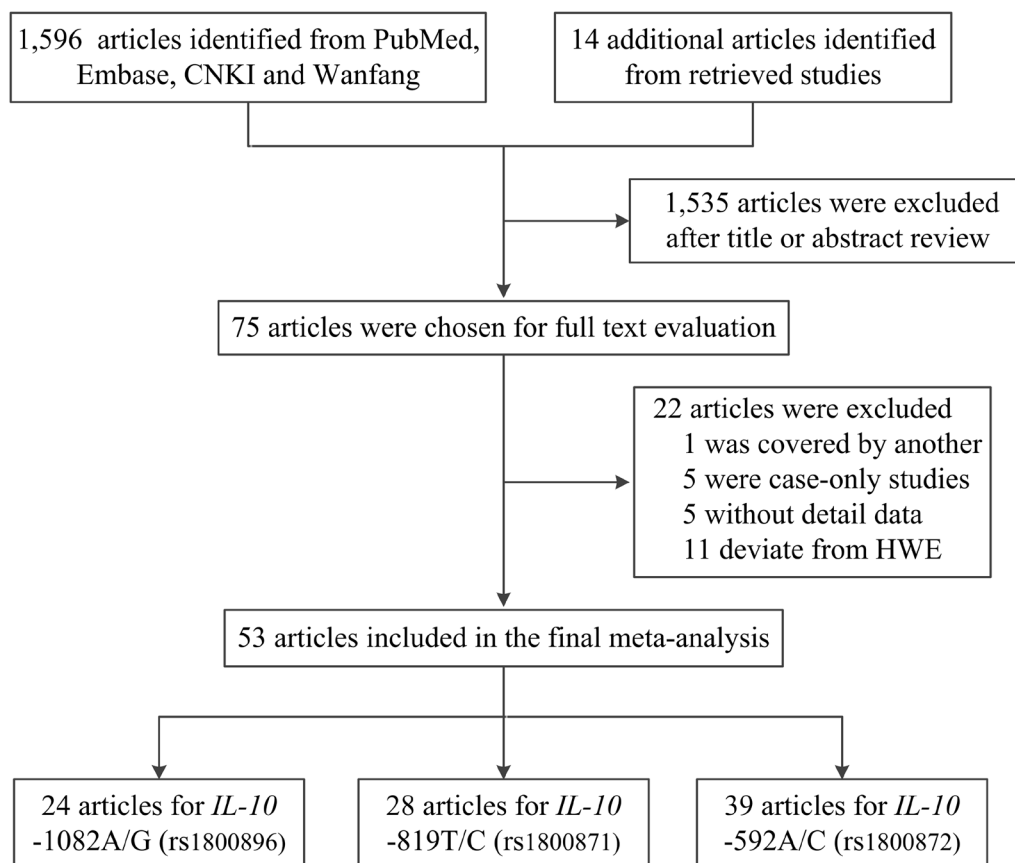 1,596 articles identified from PubMed,
Embase, CNKI and Wanfang
14 additional articles identified
from retrieved studies
1,535 articles were excluded
after title or abstract review
75 articles were chosen for full text evaluation
22 articles were excluded
1 was covered by another
5 were case-only studies
5 without detail data
11 deviate from HWE
53 articles included in the final meta-analysis
24 articles for IL-10
-1082A/G (rs1800896)
28 articles for IL-10
-819T/C (rs1800871)
39 articles for IL-10
-592A/C (rs1800872)